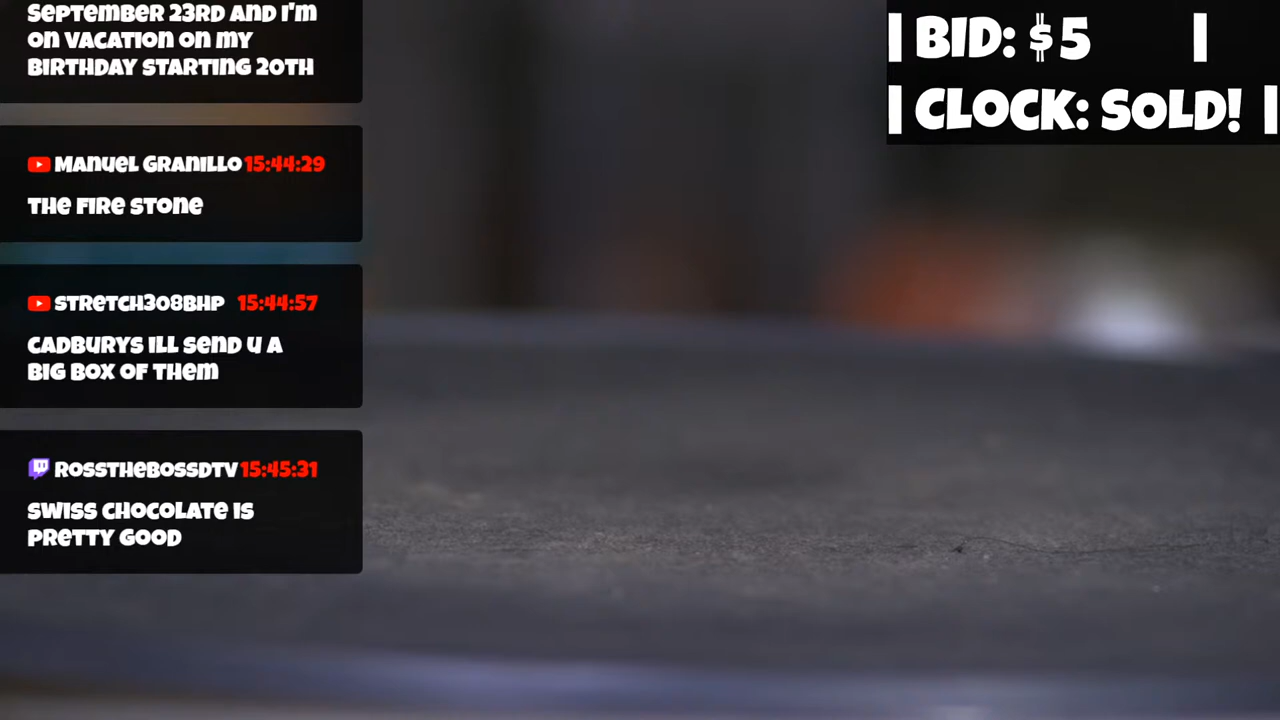 September 23rd and I'm
on vacation on my
birthday starting 20th
Manuel Granillo 15:44:29
The fire stone
stretch308bhp 15:44:57
Cadburys ill send u a
big box of them
RossTheBossDTV 15:45:31
Swiss chocolate is
pretty good
| BID: $5 |
| CLOCK: SOLD! |